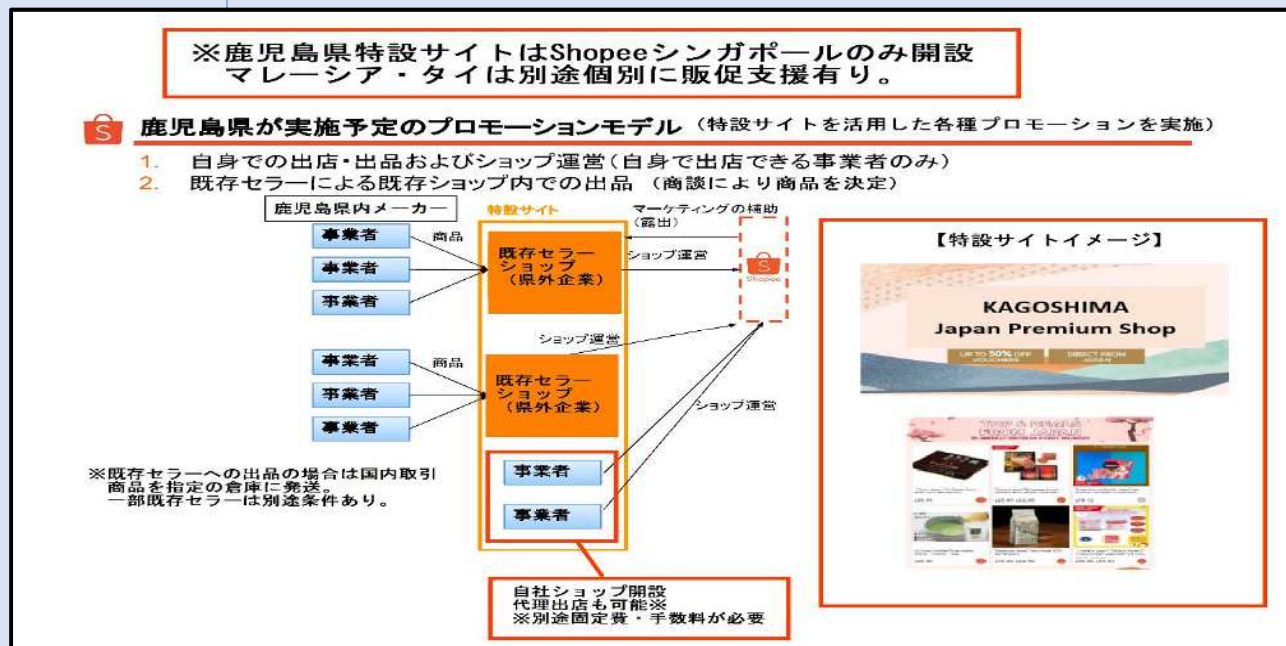 ※鹿児島県特設サイトはShopeeシンガポールのみ開設
マレーシア・タイは別途個別に販促支援有り。
S 鹿児島県が実施予定のプロモーションモデル（特設サイトを活用した各種プロモーションを実施）
1. 自身での出店・出品およびショップ運営（自身で出店できる事業者のみ）
2. 既存セラーによる既存ショップ内での出品 （商談により商品を決定）
鹿児島県内メーカー
事業者
事業者
事業者
商品
事業者
事業者
事業者
商品
特設サイト
既存セラー
ショップ
（県外企業）
既存セラー
ショップ
（県外企業）
事業者
事業者
マーケティングの補助
（露出）
ショップ運営
S
Shopee
ショップ運営
ショップ運営
※既存セラーへの出品の場合は国内取引
商品を指定の倉庫に発送。
一部既存セラーは別途条件あり。
自社ショップ開設
代理出店も可能※
※別途固定費・手数料が必要
【特設サイトイメージ】
KAGOSHIMA
Japan Premium Shop
UP TO 50% OFF
VOUCHERS
DIRECT FROM
JAPAN
FROM JAPAN